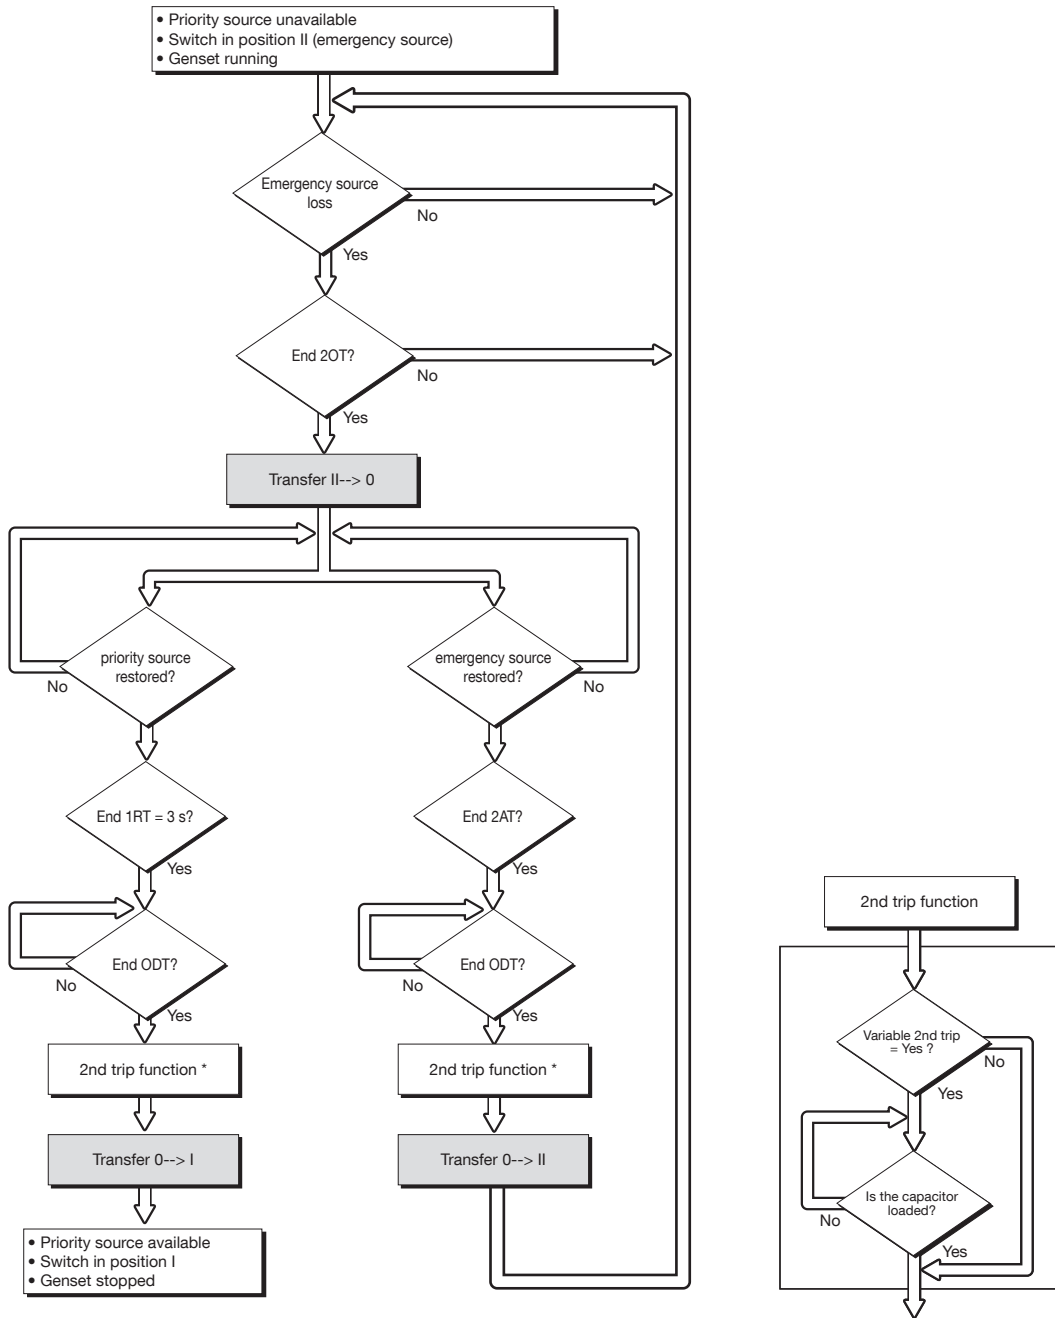 • Priority source unavailable
• Switch in position II (emergency source)
• Genset running
Emergency source
loss
No
Yes
End 2OT?
No
Yes
Transfer II--> 0
priority source
restored?
No
emergency source
restored?
No
End 1RT = 3 s?
Yes
End 2AT?
Yes
End ODT?
No
Yes
End ODT?
No
Yes
2nd trip function *
2nd trip function *
Transfer 0--> I
Transfer 0--> II
• Priority source available
• Switch in position I
• Genset stopped
2nd trip function
Variable 2nd trip
= Yes ?
No
Yes
Is the capacitor
loaded?
No
Yes